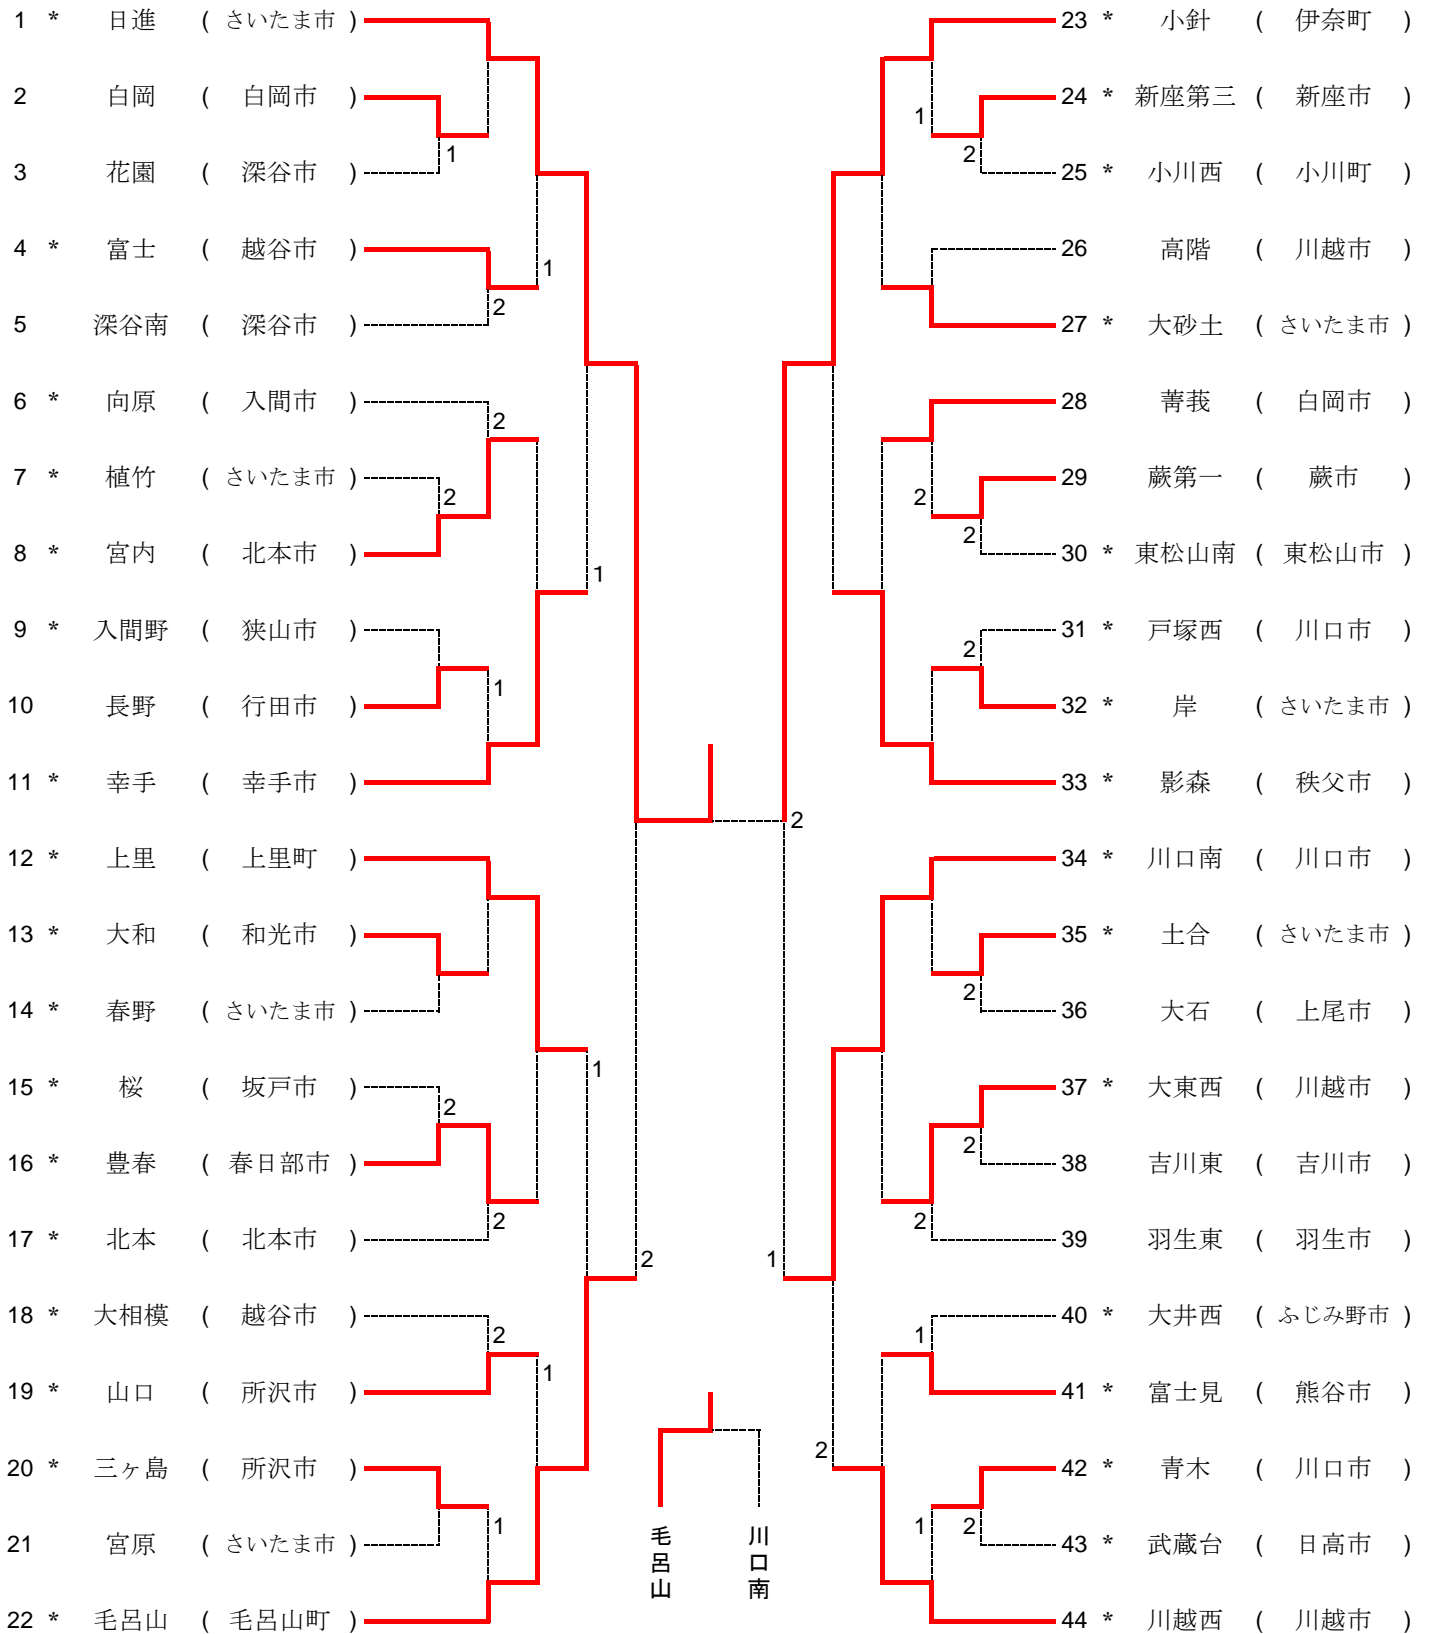 1 * 日進 ( さいたま市 )
2 白岡 ( 白岡市 )
1
3 花園 ( 深谷市 )
4 * 富士 ( 越谷市 )
1
2
5 深谷南 ( 深谷市 )
6 * 向原 ( 入間市 )
2
7 * 植竹 ( さいたま市 )
2
8 * 宮内 ( 北本市 )
1
9 * 入間野 ( 狭山市 )
1
10 長野 ( 行田市 )
11 * 幸手 ( 幸手市 )
12 * 上里 ( 上里町 )
13 * 大和 ( 和光市 )
14 * 春野 ( さいたま市 )
1
15 * 桜 ( 坂戸市 )
2
16 * 豊春 ( 春日部市 )
2
17 * 北本 ( 北本市 )
2
18 * 大相模 ( 越谷市 )
2
1
19 * 山口 ( 所沢市 )
20 * 三ヶ島 ( 所沢市 )
1
21 宮原 ( さいたま市 )
22 * 毛呂山 ( 毛呂山町 )
23 * 小針 ( 伊奈町 )
24 * 新座第三 ( 新座市 )
1
2
25 * 小川西 ( 小川町 )
26 高階 ( 川越市 )
27 * 大砂土 ( さいたま市 )
28 菁莪 ( 白岡市 )
29 蕨第一 ( 蕨市 )
2
2
30 * 東松山南 ( 東松山市 )
31 * 戸塚西 ( 川口市 )
2
32 * 岸 ( さいたま市 )
33 * 影森 ( 秩父市 )
2
34 * 川口南 ( 川口市 )
35 * 土合 ( さいたま市 )
2
36 大石 ( 上尾市 )
37 * 大東西 ( 川越市 )
2
38 吉川東 ( 吉川市 )
2
39 羽生東 ( 羽生市 )
1
40 * 大井西 ( ふじみ野市 )
1
41 * 富士見 ( 熊谷市 )
2
42 * 青木 ( 川口市 )
1
2
43 * 武蔵台 ( 日高市 )
44 * 川越西 ( 川越市 )
毛呂山
川口南